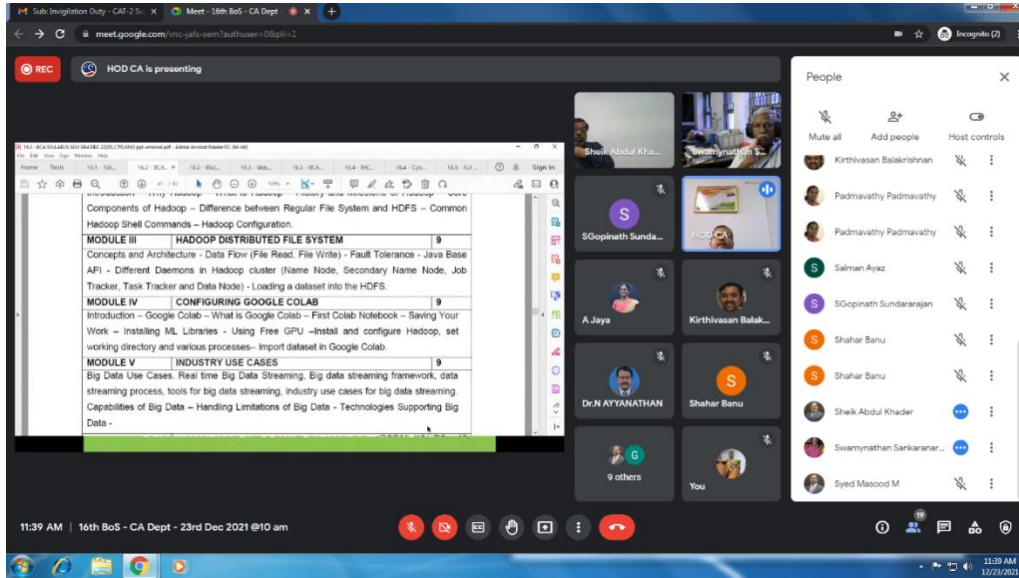 Sub: Invigilation Duty - CAT-2 S
Meet - 16th BoS - CA Dept
meet.google.com/vnc-jafs-sem?authuser=0&pli=1
Incognito (2)
REC
HOD CA is presenting
File Edit View Sign Window Help
Home Tools
Sign In
Components of Hadoop – Difference between Regular File System and HDFS – Common
Hadoop Shell Commands – Hadoop Configuration.
MODULE III HADOOP DISTRIBUTED FILE SYSTEM 9
Concepts and Architecture - Data Flow (File Read, File Write) - Fault Tolerance - Java Base
API - Different Daemons in Hadoop cluster (Name Node, Secondary Name Node, Job
Tracker, Task Tracker and Data Node) - Loading a dataset into the HDFS.
MODULE IV CONFIGURING GOOGLE COLAB 9
Introduction – Google Colab – What is Google Colab – First Colab Notebook – Saving Your
Work – Installing ML Libraries - Using Free GPU –Install and configure Hadoop, set
working directory and various processes– Import dataset in Google Colab.
MODULE V INDUSTRY USE CASES 9
Big Data Use Cases. Real time Big Data Streaming, Big data streaming framework, data
streaming process, tools for big data streaming, industry use cases for big data streaming.
Capabilities of Big Data – Handling Limitations of Big Data - Technologies Supporting Big
Data -
Sheik Abdul Kha...
Swamynathan S...
S
SGopinath Sunda...
HOD CA
A Jaya
Kirthivasan Balak...
Dr.N AYYANATHAN
S
Shahar Banu
G
9 others
You
People
Mute all
Add people
Host controls
Kirthivasan Balakrishnan
Padmavathy Padmavathy
Padmavathy Padmavathy
S Salman Ayaz
S SGopinath Sundararajan
S Shahar Banu
S Shahar Banu
Sheik Abdul Khader
Swamynathan Sankaranar...
Syed Masood M
11:39 AM | 16th BoS - CA Dept - 23rd Dec 2021 @10 am
19
11:39 AM
12/23/2021